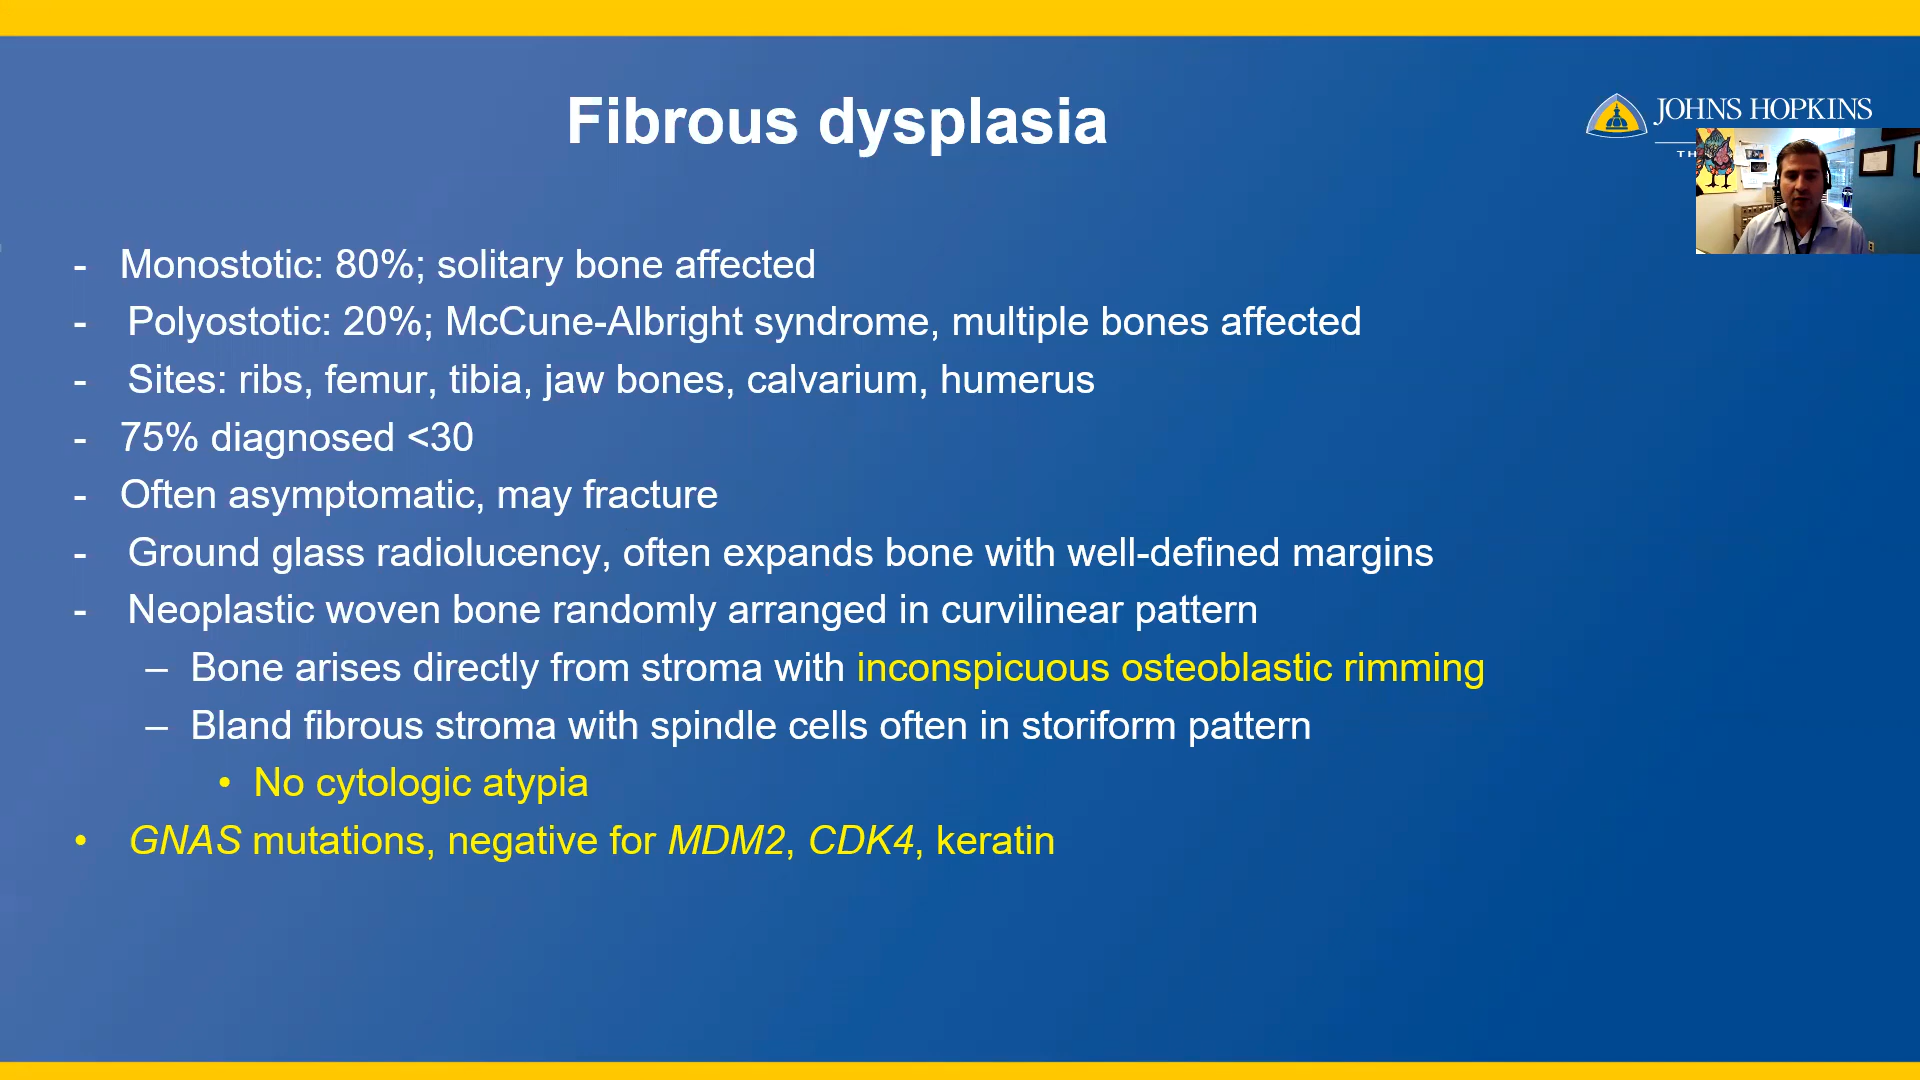 Fibrous dysplasia
JOHNS HOPKINS
- Monostotic: 80%; solitary bone affected
- Polyostotic: 20%; McCune-Albright syndrome, multiple bones affected
- Sites: ribs, femur, tibia, jaw bones, calvarium, humerus
- 75% diagnosed <30
- Often asymptomatic, may fracture
- Ground glass radiolucency, often expands bone with well-defined margins
- Neoplastic woven bone randomly arranged in curvilinear pattern
– Bone arises directly from stroma with inconspicuous osteoblastic rimming
– Bland fibrous stroma with spindle cells often in storiform pattern
• No cytologic atypia
• GNAS mutations, negative for MDM2, CDK4, keratin